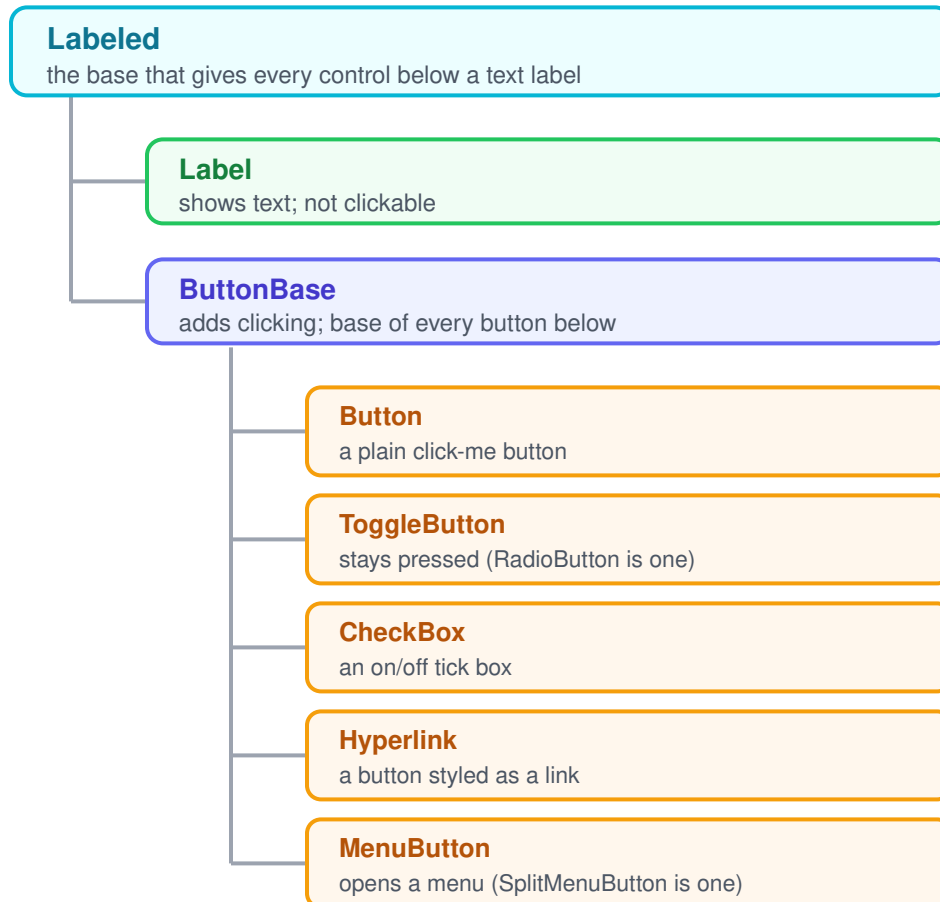 Labeled
the base that gives every control below a text label
Label
shows text; not clickable
ButtonBase
adds clicking; base of every button below
Button
a plain click-me button
ToggleButton
stays pressed (RadioButton is one)
CheckBox
an on/off tick box
Hyperlink
a button styled as a link
MenuButton
opens a menu (SplitMenuButton is one)